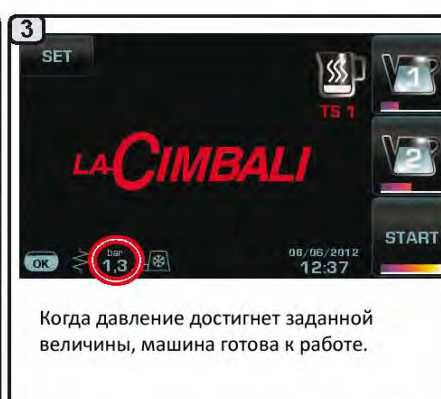 3
SET
TS 1
1
LA CIMBALI
2
START
OK
bar
1,3
08/06/2012
12:37
Когда давление достигнет заданной
величины, машина готова к работе.